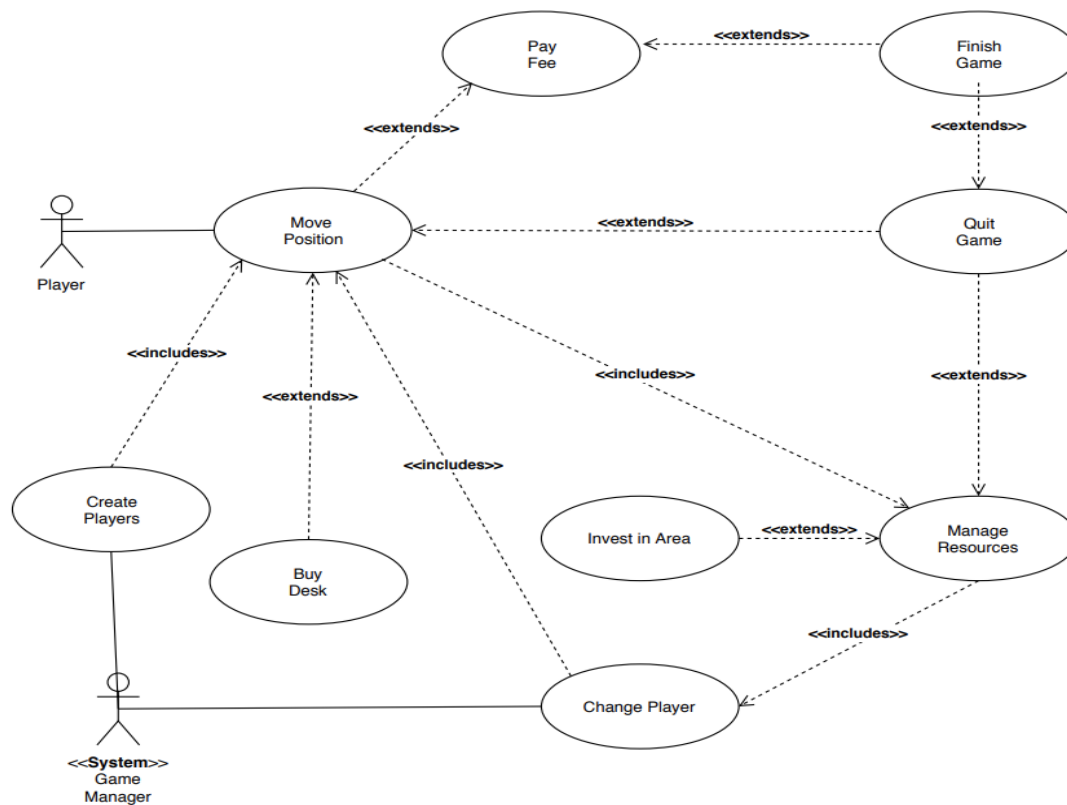 Pay
Fee
<<extends>>
Finish
Game
<<extends>>
<<extends>>
Move
Position
<<extends>>
Quit
Game
Player
<<includes>>
<<includes>>
<<extends>>
<<extends>>
<<includes>>
Create
Players
Invest in Area
<<extends>>
Manage
Resources
Buy
Desk
<<includes>>
Change Player
<<System>>
Game
Manager